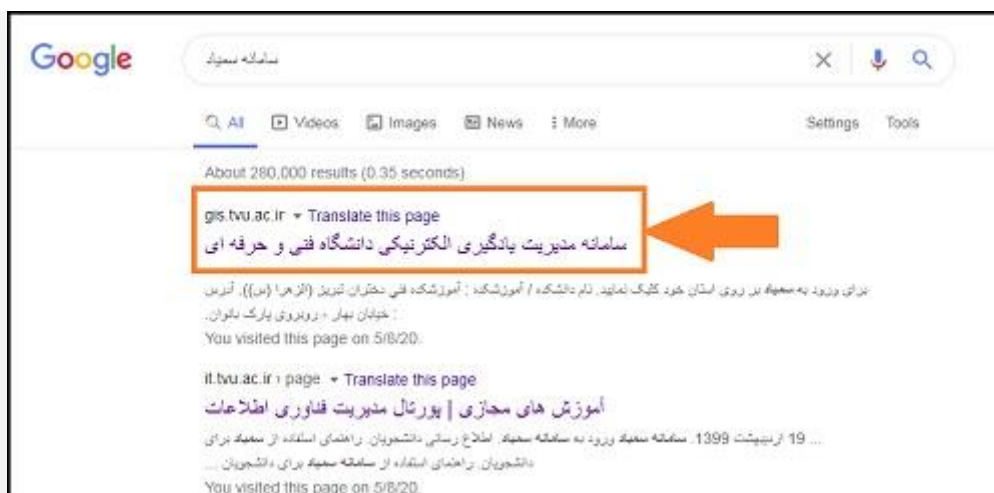 Google
سامانه سمیاد
All Videos Images News More Settings Tools
About 280,000 results (0.35 seconds)
gis.tvu.ac.ir Translate this page
سامانه مدیریت یادگیری الکترنیکی دانشگاه فنی و حرفه ای
برای ورود به سمیاد بر روی استان خود کلیک نمایید. نام دانشکده / آموزشکده : آموزشکده فنی دختران تبریز (الزهرا (س)). آدرس
: خیابان بهار ، روبروی پارک بانوان.
You visited this page on 5/8/20.
it.tvu.ac.ir › page Translate this page
آموزش های مجازی | پورتال مدیریت فناوری اطلاعات
... 19 اردیبهشت 1399. سامانه سمیاد ورود به سامانه سمیاد. اطلاع رسانی دانشجویان. راهنمای استفاده از سمیاد برای
دانشجویان. راهنمای استفاده از سامانه سمیاد برای دانشجویان ...
You visited this page on 5/8/20.